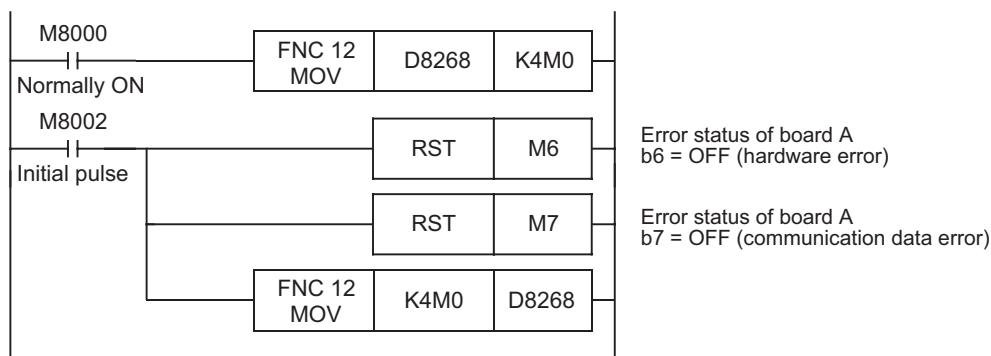 M8000
FNC 12
MOV
D8268
K4M0
Normally ON
M8002
RST
M6
Error status of board A
b6 = OFF (hardware error)
Initial pulse
RST
M7
Error status of board A
b7 = OFF (communication data error)
FNC 12
MOV
K4M0
D8268